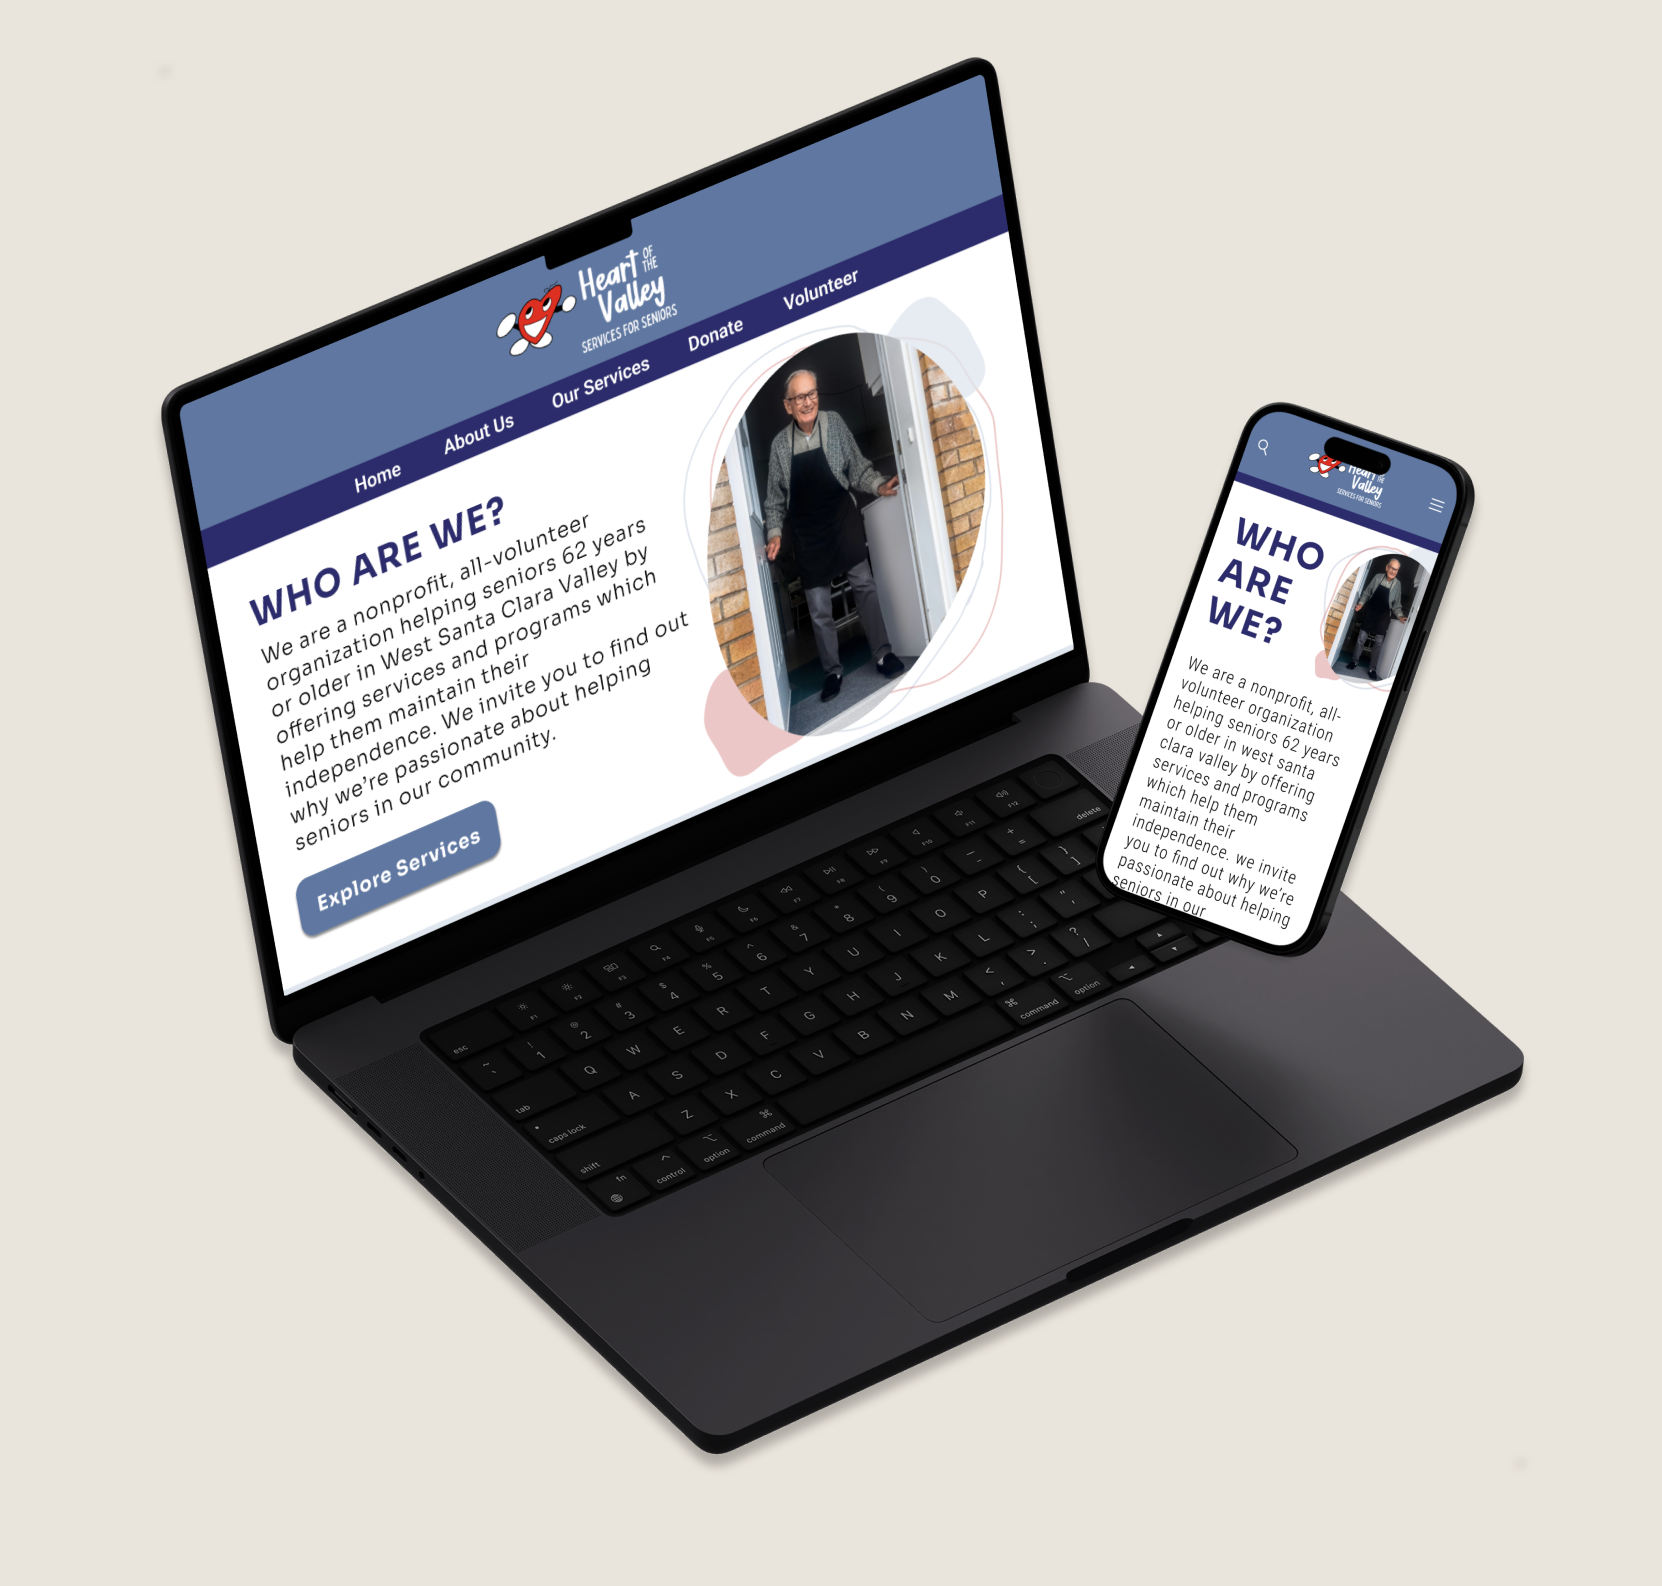 Heart OF
THE
Valley
SERVICES FOR SENIORS
Home About Us Our Services Donate Volunteer
WHO ARE WE?
We are a nonprofit, all-volunteer
organization helping seniors 62 years
or older in West Santa Clara Valley by
offering services and programs which
help them maintain their
independence. We invite you to find out
why we're passionate about helping
seniors in our community.
Explore Services
Heart THE
Valley
SERVICES FOR SENIORS
WHO
ARE
WE?
We are a nonprofit, all-
volunteer organization
helping seniors 62 years
or older in west santa
clara valley by offering
services and programs
which help them
maintain their
independence. we invite
you to find out why we're
passionate about helping
seniors in our
esc F1 F2 F3 F4 F5 F6 F7 F8 F9 F10 F11 F12
~ ` ! 1 @ 2 # 3 $ 4 % 5 ^ 6 & 7 * 8 ( 9 ) 0 — - + = delete
tab Q W E R T Y U I O P { [ } ]
caps lock A S D F G H J K L : ; " '
shift Z X C V B N M < , > . ? /
fn control option command command option